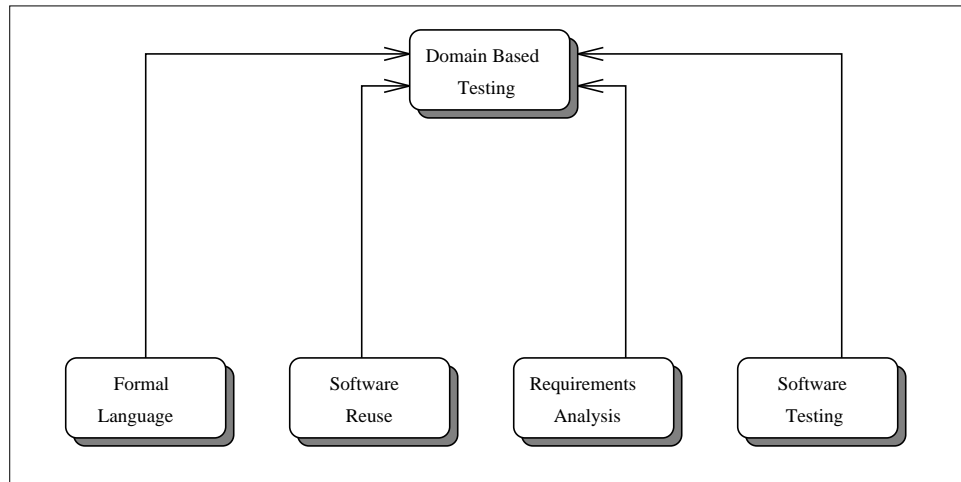 Domain Based
Testing
Formal
Language
Software
Reuse
Requirements
Analysis
Software
Testing